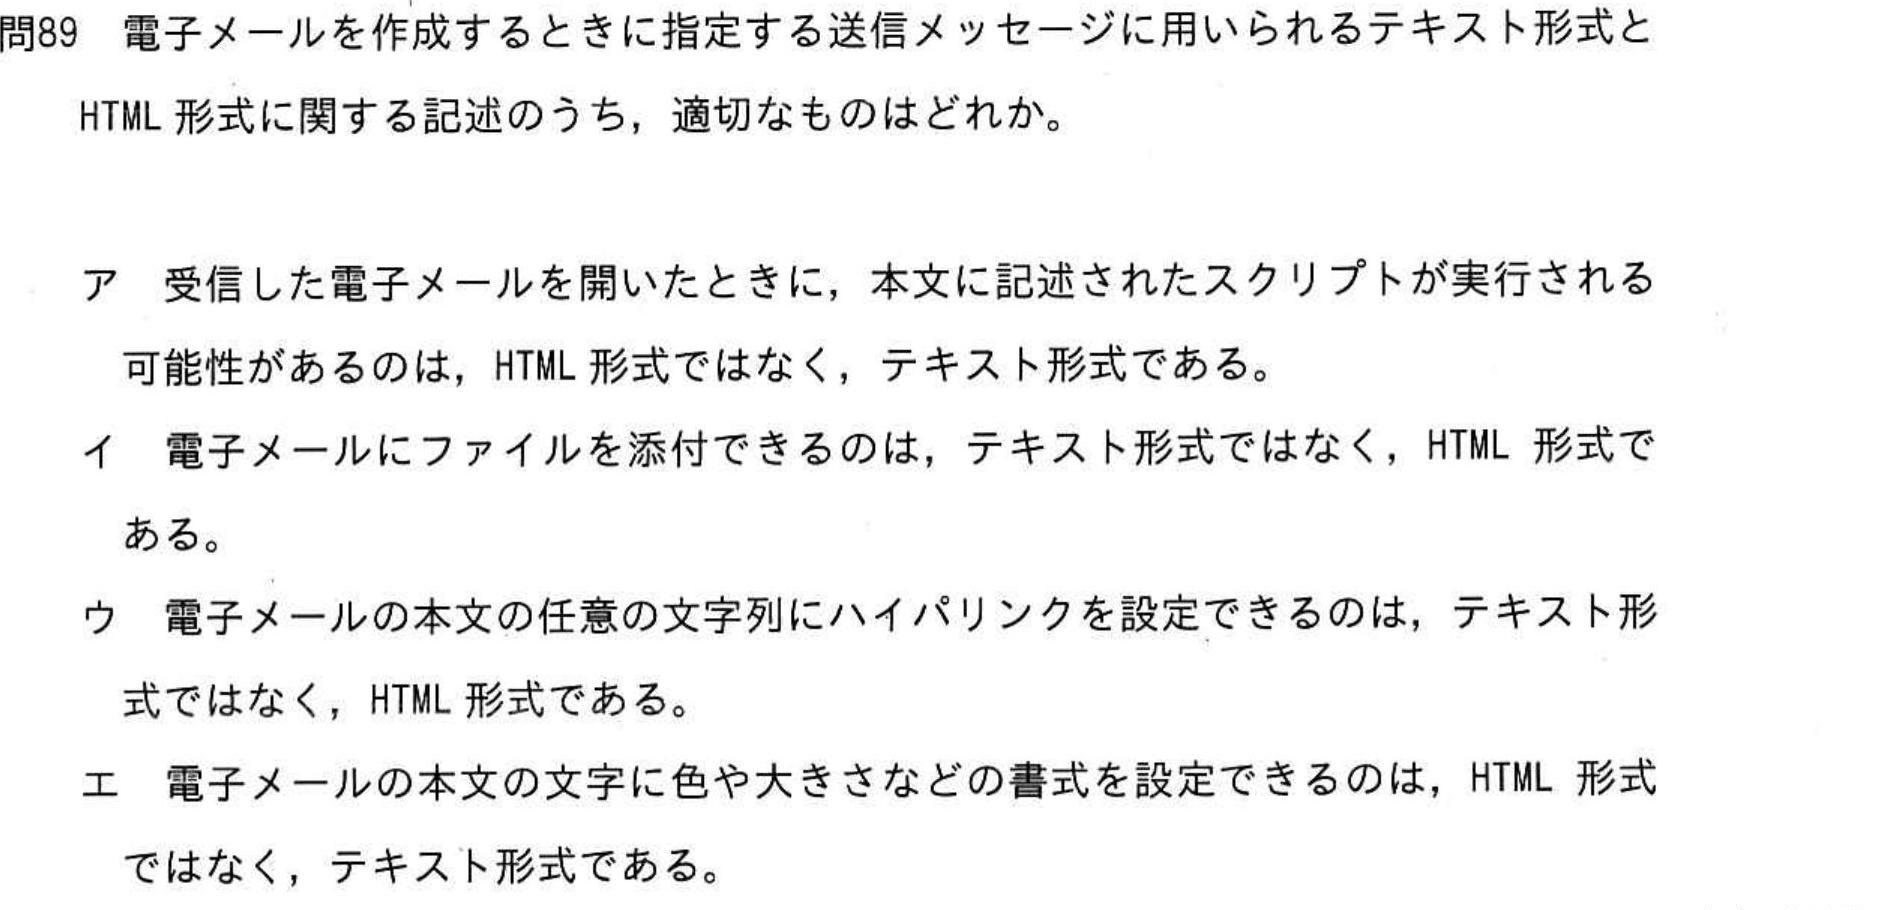 問89 電子メールを作成するときに指定する送信メッセージに用いられるテキスト形式と
HTML 形式に関する記述のうち，適切なものはどれか。
ア 受信した電子メールを開いたときに，本文に記述されたスクリプトが実行される
可能性があるのは，HTML 形式ではなく，テキスト形式である。
イ 電子メールにファイルを添付できるのは，テキスト形式ではなく，HTML 形式で
ある。
ウ 電子メールの本文の任意の文字列にハイパリンクを設定できるのは，テキスト形
式ではなく，HTML 形式である。
エ 電子メールの本文の文字に色や大きさなどの書式を設定できるのは，HTML 形式
ではなく，テキスト形式である。